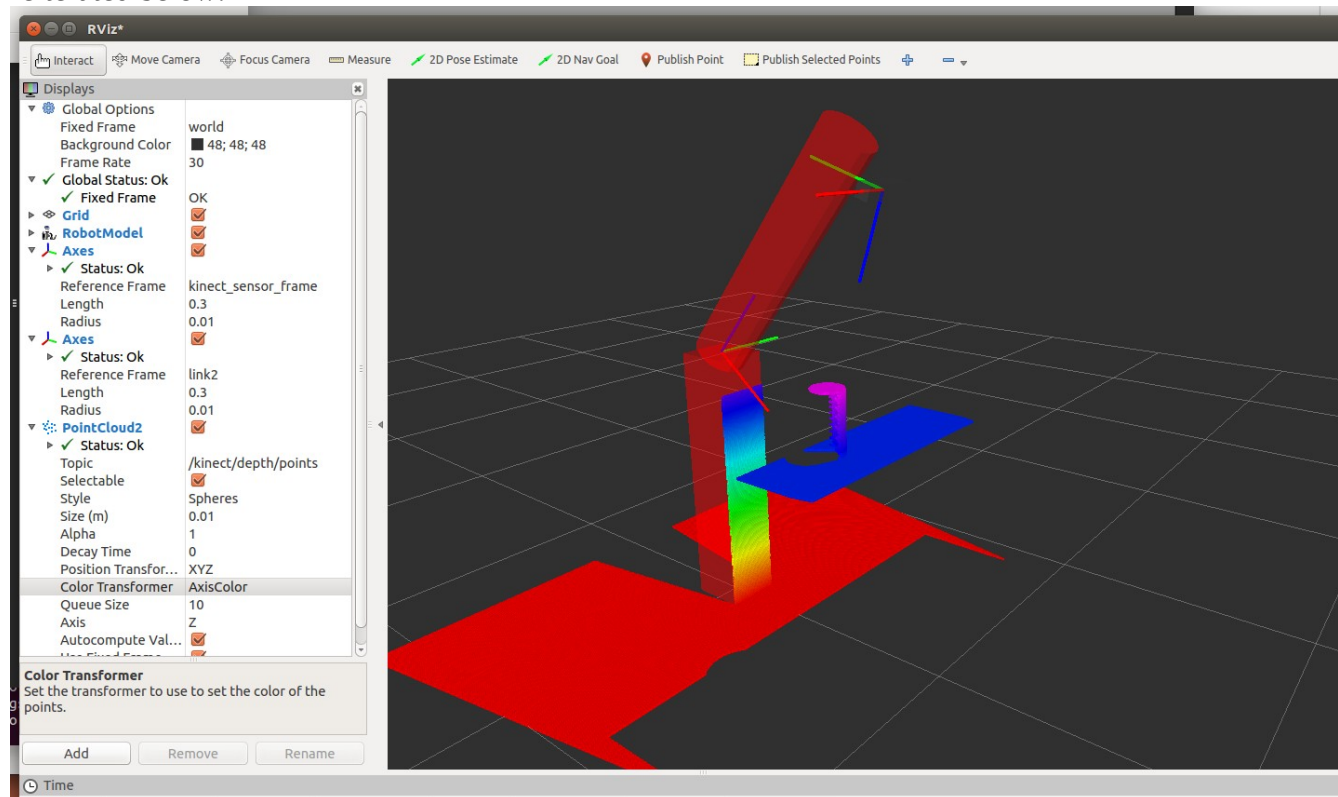 RViz*
Interact Move Camera Focus Camera Measure 2D Pose Estimate 2D Nav Goal Publish Point Publish Selected Points
Displays
Global Options
Fixed Frame world
Background Color 48; 48; 48
Frame Rate 30
Global Status: Ok
Fixed Frame OK
Grid
RobotModel
Axes
Status: Ok
Reference Frame kinect_sensor_frame
Length 0.3
Radius 0.01
Axes
Status: Ok
Reference Frame link2
Length 0.3
Radius 0.01
PointCloud2
Status: Ok
Topic /kinect/depth/points
Selectable
Style Spheres
Size (m) 0.01
Alpha 1
Decay Time 0
Position Transfor... XYZ
Color Transformer AxisColor
Queue Size 10
Axis Z
Autocompute Val...
Color Transformer
Set the transformer to use to set the color of the
points.
Add Remove Rename
Time